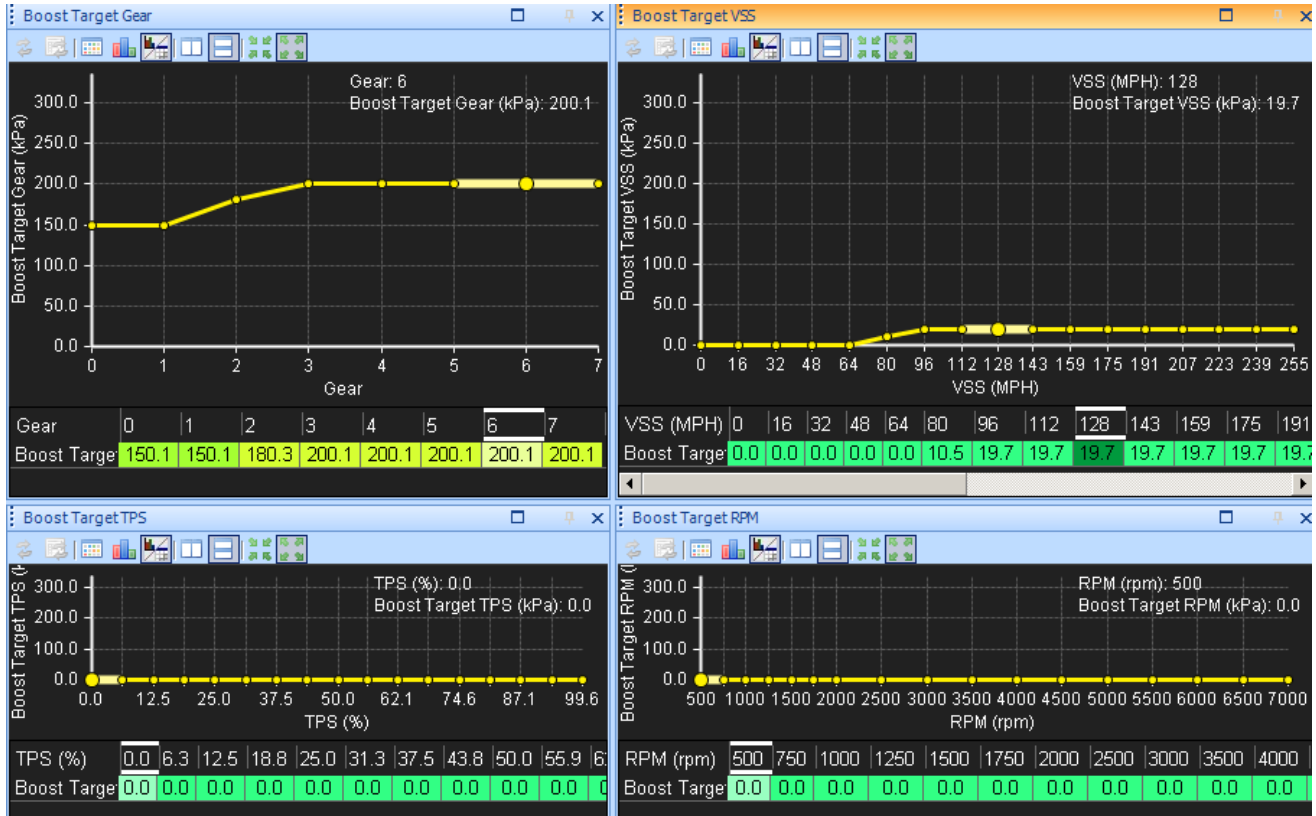 Boost Target Gear
Gear: 6
Boost Target Gear (kPa): 200.1
Boost Target Gear (kPa)
300.0
250.0
200.0
150.0
100.0
50.0
0.0
0 1 2 3 4 5 6 7
Gear
Gear 0 1 2 3 4 5 6 7
Boost Targe 150.1 150.1 180.3 200.1 200.1 200.1 200.1 200.1
Boost Target VSS
VSS (MPH): 128
Boost Target VSS (kPa): 19.7
Boost Target VSS (kPa)
300.0
250.0
200.0
150.0
100.0
50.0
0.0
0 16 32 48 64 80 96 112 128 143 159 175 191 207 223 239 255
VSS (MPH)
VSS (MPH) 0 16 32 48 64 80 96 112 128 143 159 175 191
Boost Targe 0.0 0.0 0.0 0.0 0.0 10.5 19.7 19.7 19.7 19.7 19.7 19.7 19.7
Boost Target TPS
TPS (%): 0.0
Boost Target TPS (kPa): 0.0
Boost Target TPS
300.0
200.0
100.0
0.0
0.0 12.5 25.0 37.5 50.0 62.1 74.6 87.1 99.6
TPS (%)
TPS (%) 0.0 6.3 12.5 18.8 25.0 31.3 37.5 43.8 50.0 55.9
Boost Targe 0.0 0.0 0.0 0.0 0.0 0.0 0.0 0.0 0.0 0.0
Boost Target RPM
RPM (rpm): 500
Boost Target RPM (kPa): 0.0
Boost Target RPM
300.0
200.0
100.0
0.0
500 1000 1500 2000 2500 3000 3500 4000 4500 5000 5500 6000 6500 7000
RPM (rpm)
RPM (rpm) 500 750 1000 1250 1500 1750 2000 2500 3000 3500 4000
Boost Targe 0.0 0.0 0.0 0.0 0.0 0.0 0.0 0.0 0.0 0.0 0.0